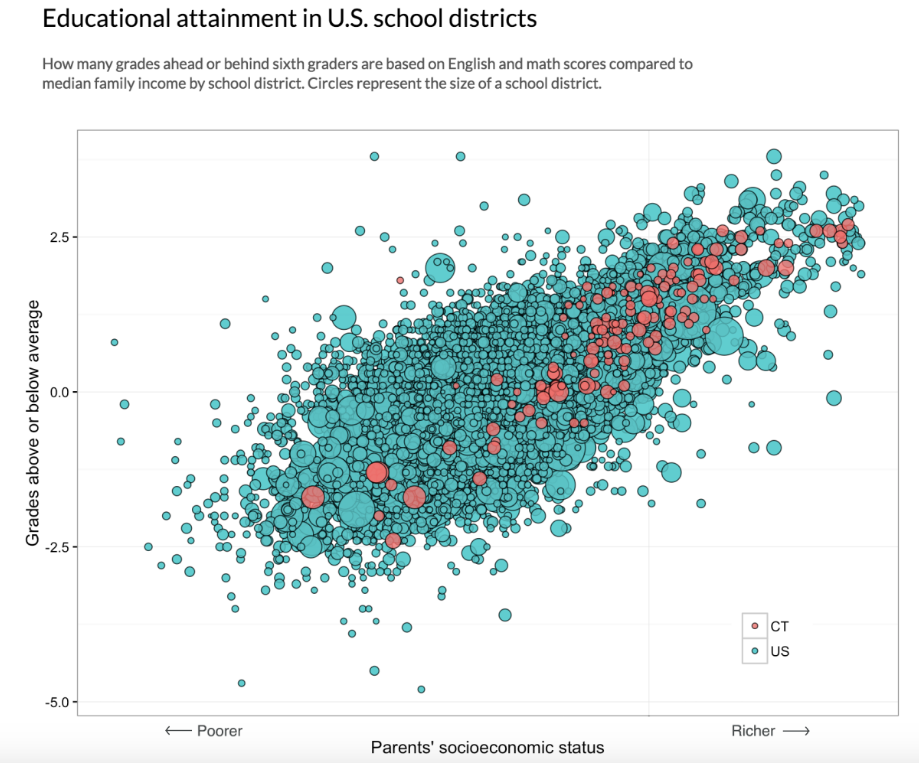 Educational attainment in U.S. school districts
How many grades ahead or behind sixth graders are based on English and math scores compared to
median family income by school district. Circles represent the size of a school district.
Grades above or below average
2.5
0.0
-2.5
-5.0
CT
US
← Poorer
Richer →
Parents' socioeconomic status